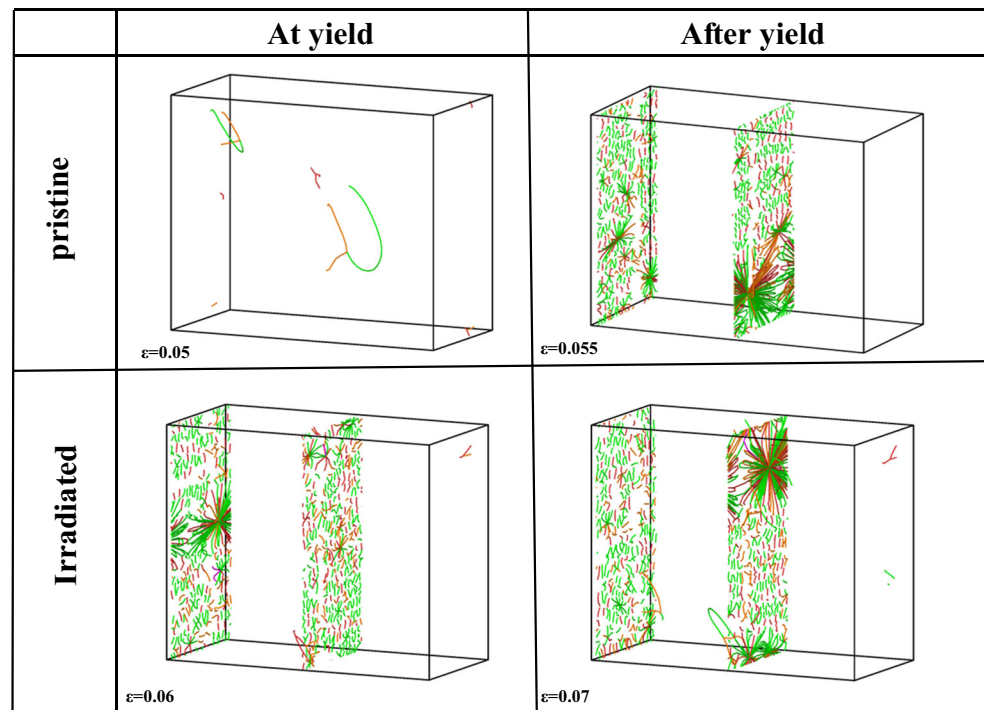 At yield
After yield
pristine
ε=0.05
ε=0.055
Irradiated
ε=0.06
ε=0.07